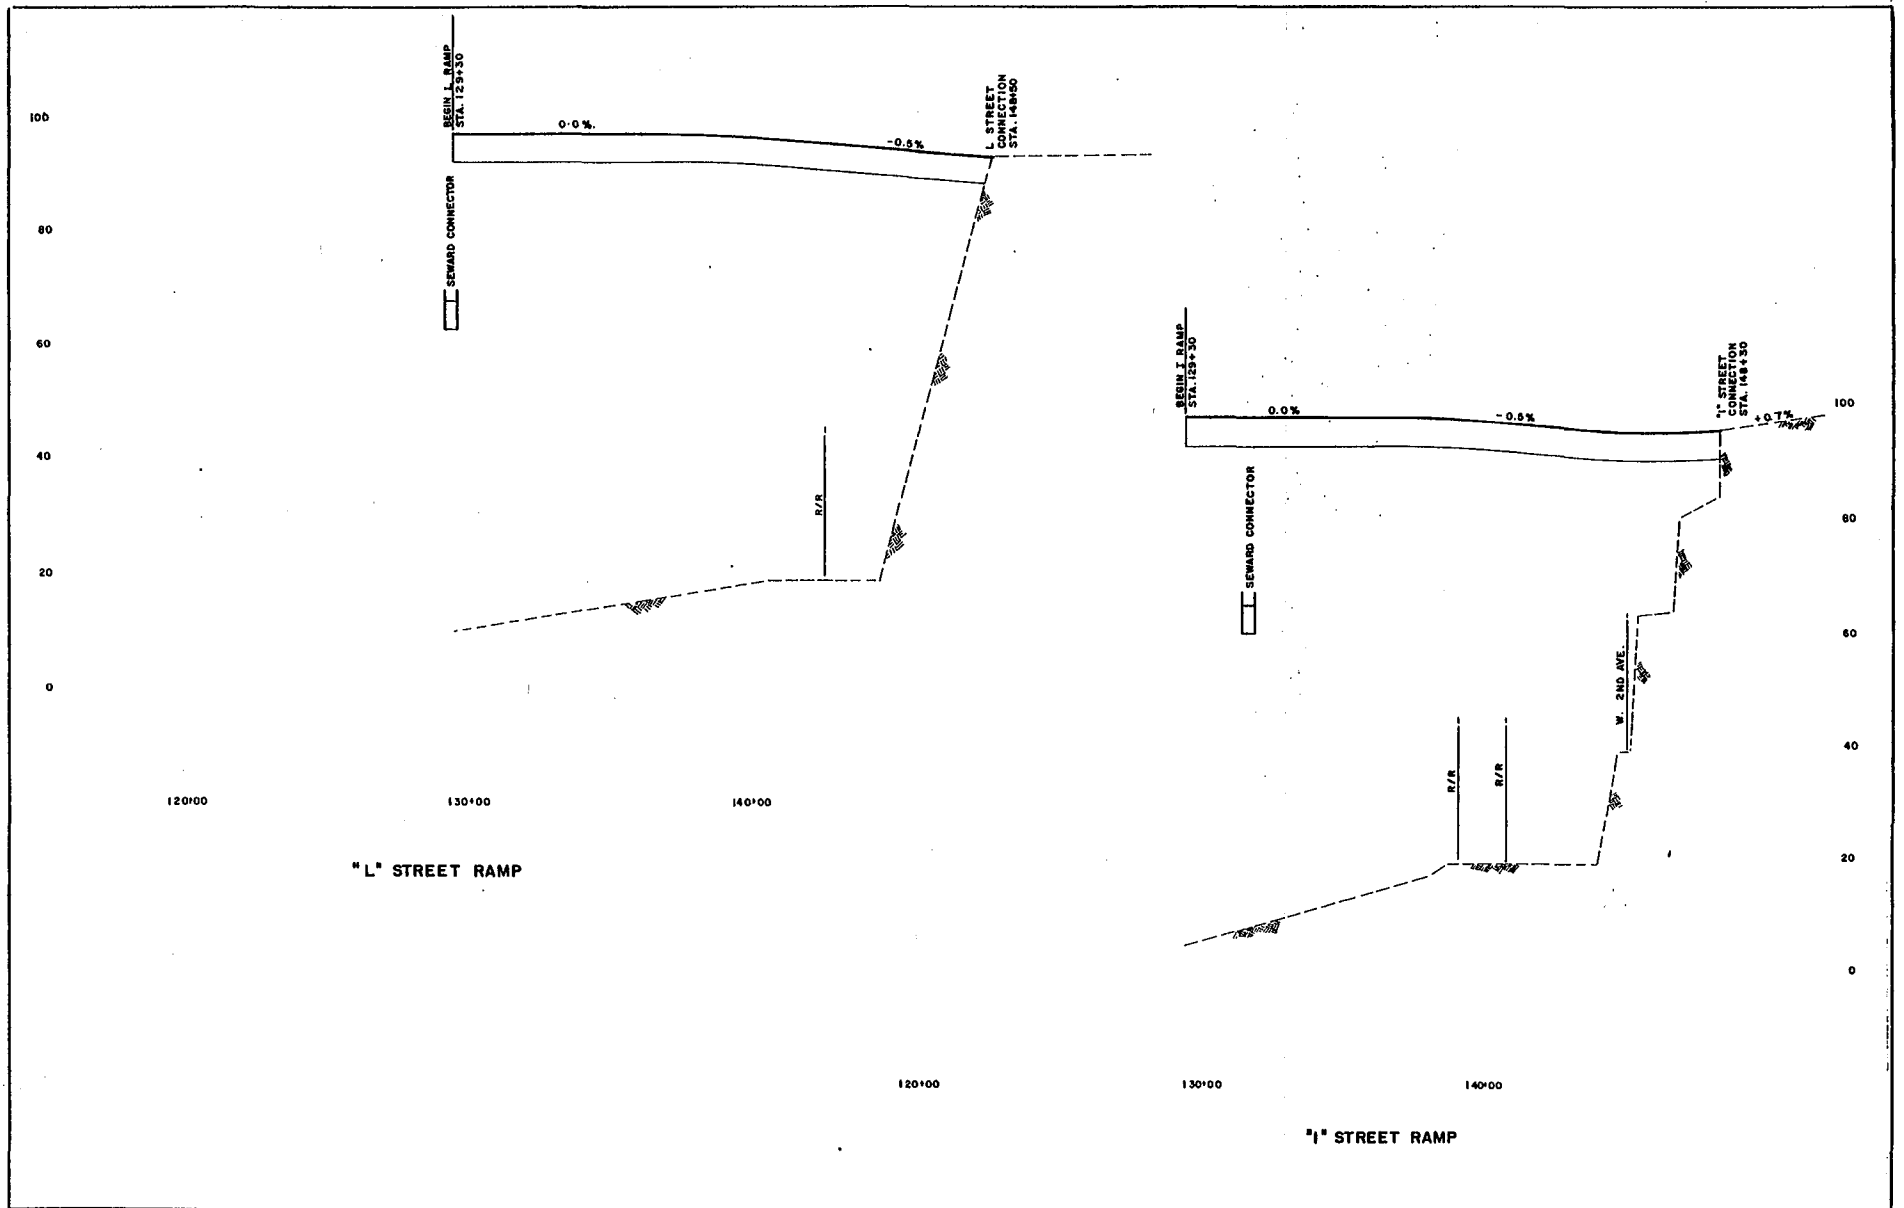 BEGIN L RAMP
STA. 129+30
100
0.0%.
-0.5%
L STREET
CONNECTION
STA. 148+50
80
SEWARD CONNECTOR
60
40
R/R
20
0
120+00
130+00
140+00
"L" STREET RAMP
BEGIN I RAMP
STA. 129+30
0.0%
-0.5%
"I" STREET
CONNECTION
STA. 148+30
+0.7%
100
SEWARD CONNECTOR
80
60
W. 2ND AVE.
40
R/R
R/R
20
0
120+00
130+00
140+00
"I" STREET RAMP